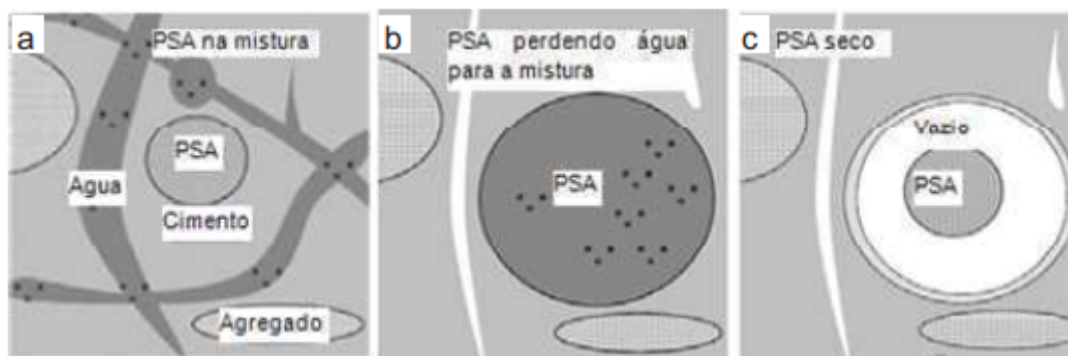 a
PSA na mistura
PSA
Agua
Cimento
Agregado
b
PSA perdendo água
para a mistura
PSA
c
PSA seco
Vazio
PSA